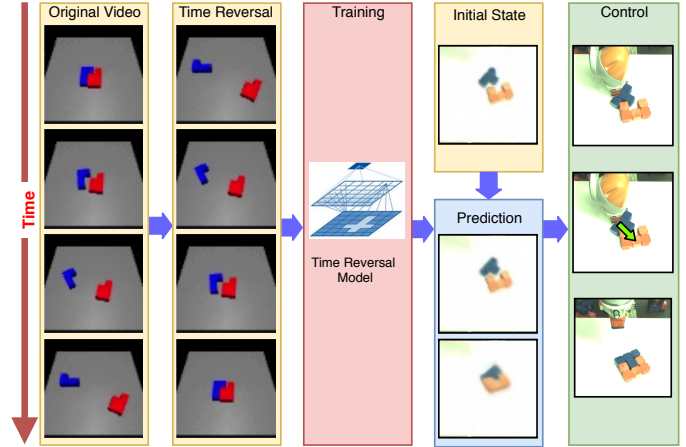 Original Video
Time Reversal
Training
Initial State
Control
Time
Prediction
Time Reversal
Model